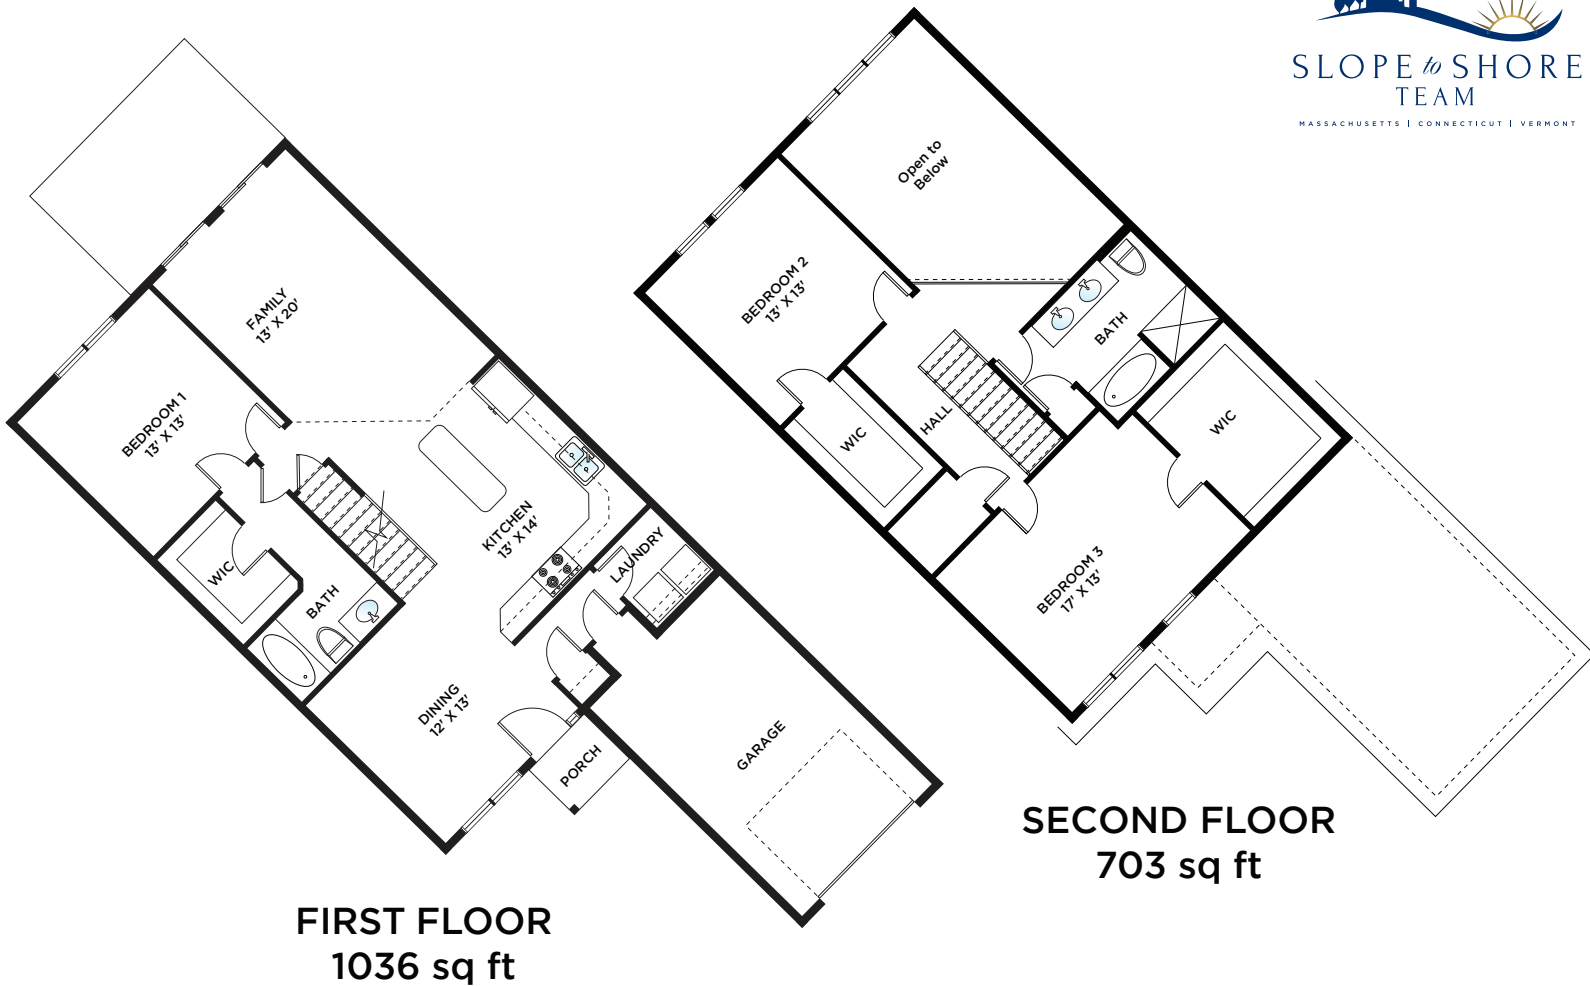 SLOPE to SHORE
TEAM
MASSACHUSETTS | CONNECTICUT | VERMONT
FAMILY
13' X 20'
BEDROOM 1
13' X 13'
KITCHEN
13' X 14'
LAUNDRY
WIC
BATH
DINING
12' X 13'
PORCH
GARAGE
FIRST FLOOR
1036 sq ft
Open to
Below
BEDROOM 2
13' X 13'
BATH
WIC
HALL
WIC
BEDROOM 3
17' X 13'
SECOND FLOOR
703 sq ft